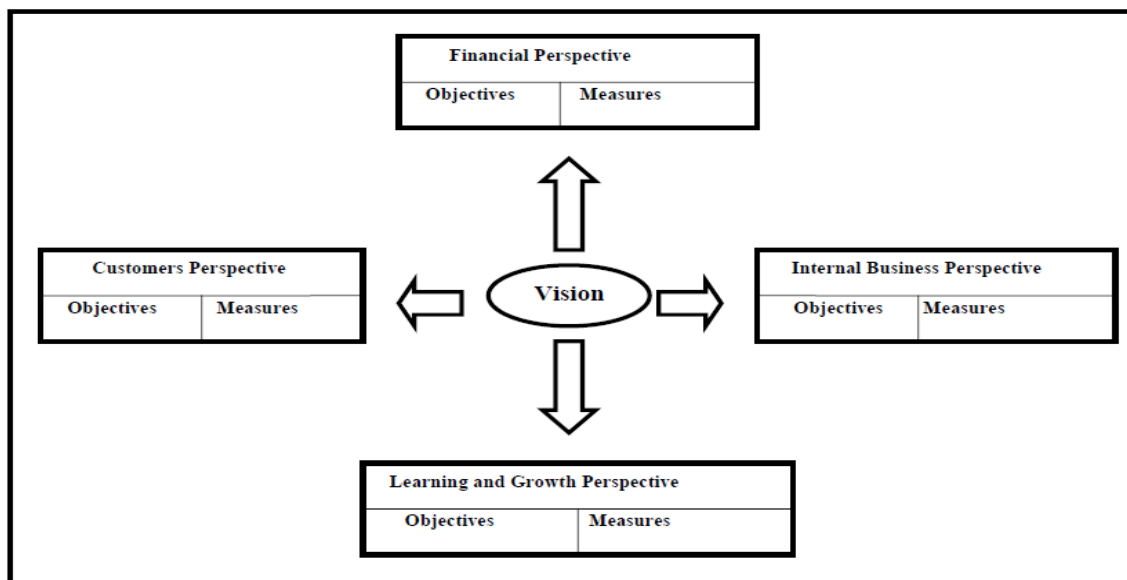 Financial Perspective
Objectives Measures
Customers Perspective
Objectives Measures
Vision
Internal Business Perspective
Objectives Measures
Learning and Growth Perspective
Objectives Measures